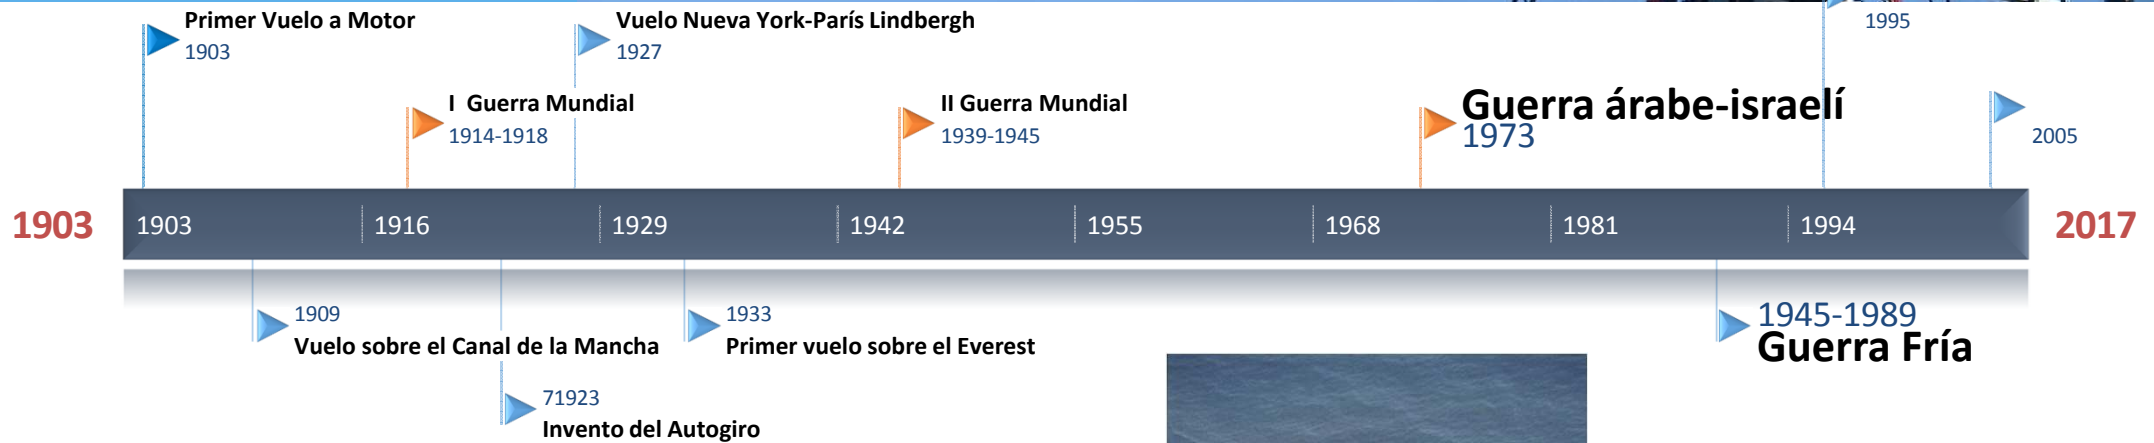 Primer Vuelo a Motor
1903
Vuelo Nueva York-París Lindbergh
1927
1995
I Guerra Mundial
1914-1918
II Guerra Mundial
1939-1945
Guerra árabe-israelí
1973
2005
1903
1903
1916
1929
1942
1955
1968
1981
1994
2017
1909
Vuelo sobre el Canal de la Mancha
1933
Primer vuelo sobre el Everest
1945-1989
Guerra Fría
71923
Invento del Autogiro